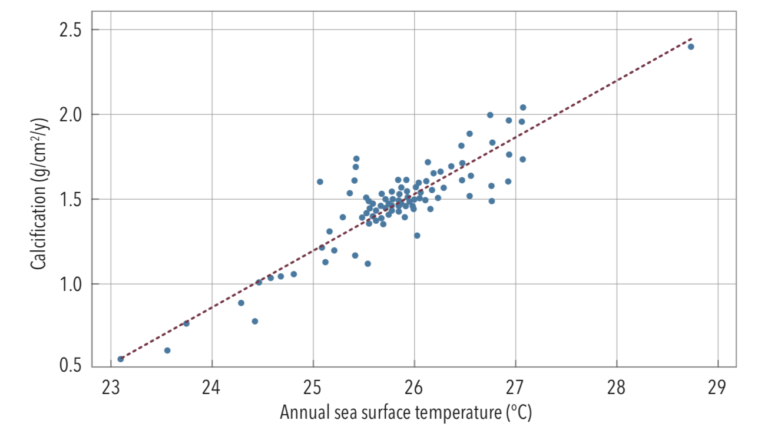 2.5
2.0
1.5
1.0
0.5
Calcification (g/cm²/y)
23 24 25 26 27 28 29
Annual sea surface temperature (°C)